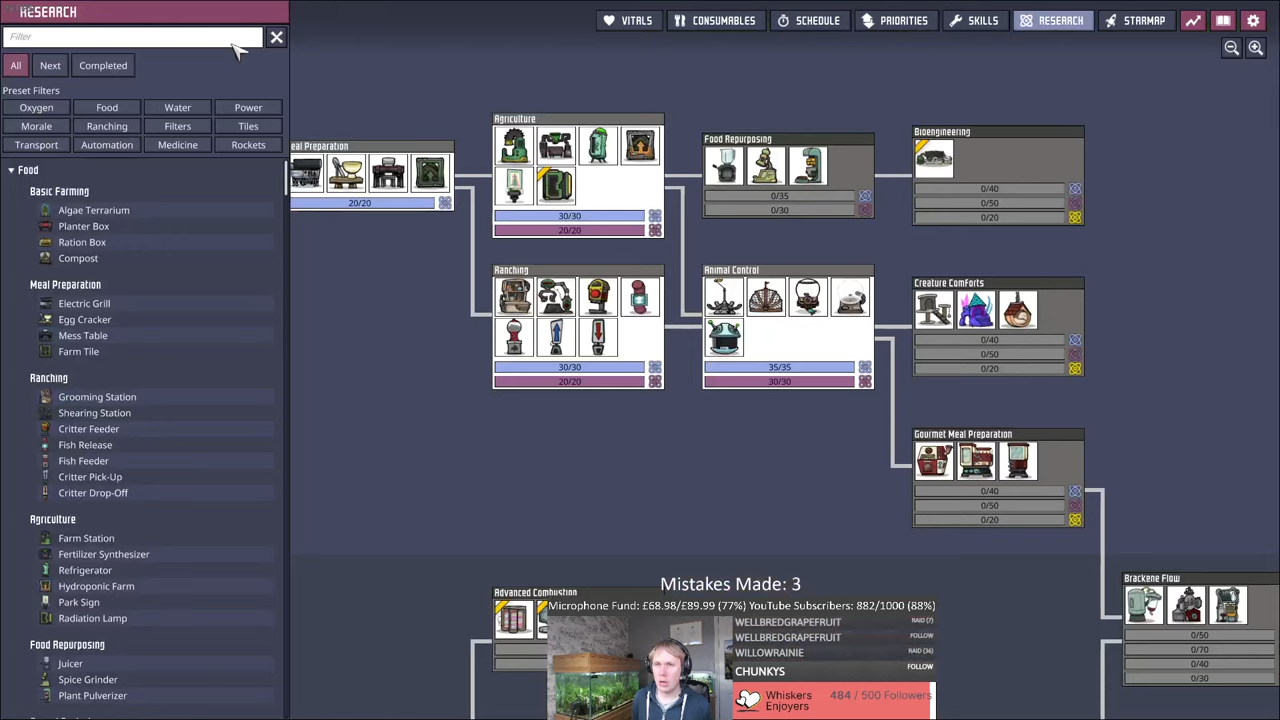 RESEARCH
VITALS
CONSUMABLES
SCHEDULE
PRIORITIES
SKILLS
RESEARCH
STARMAP
Filter
All
Next
Completed
Preset Filters
Oxygen
Food
Water
Power
Morale
Ranching
Filters
Tiles
Transport
Automation
Medicine
Rockets
Food
Basic Farming
Algae Terrarium
Planter Box
Ration Box
Compost
Meal Preparation
Electric Grill
Egg Cracker
Mess Table
Farm Tile
Ranching
Grooming Station
Shearing Station
Critter Feeder
Fish Release
Fish Feeder
Critter Pick-Up
Critter Drop-Off
Agriculture
Farm Station
Fertilizer Synthesizer
Refrigerator
Hydroponic Farm
Park Sign
Radiation Lamp
Food Repurposing
Juicer
Spice Grinder
Plant Pulverizer
eal Preparation
20/20
Agriculture
30/30
20/20
Food Repurposing
0/35
0/30
Bioengineering
0/40
0/50
0/20
Ranching
30/30
20/20
Animal Control
35/35
30/30
Creature Comforts
0/40
0/50
0/20
Gourmet Meal Preparation
0/40
0/50
0/20
Advanced Combustion
Brackene Flow
0/50
0/70
0/40
0/30
Mistakes Made: 3
Microphone Fund: £68.98/£89.99 (77%) YouTube Subscribers: 882/1000 (88%)
WELLBREDGRAPEFRUIT RAID (7)
WELLBREDGRAPEFRUIT FOLLOW
WILLOWRAINIE RAID (36)
CHUNKYS FOLLOW
Whiskers Enjoyers
484 / 500 Followers